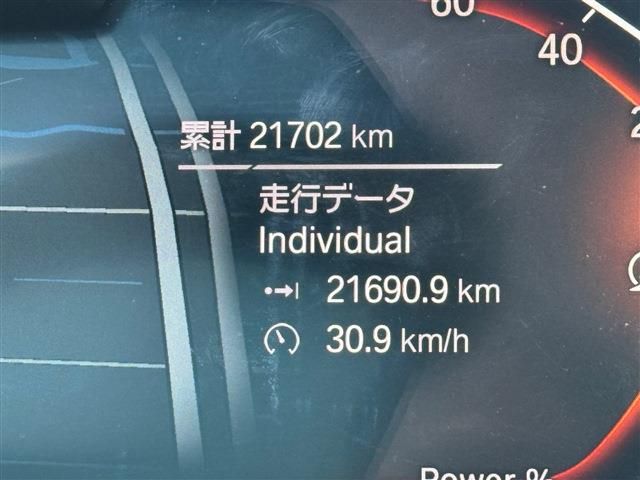 60
40
累計 21702 km
走行データ
Individual
21690.9 km
30.9 km/h
Power %